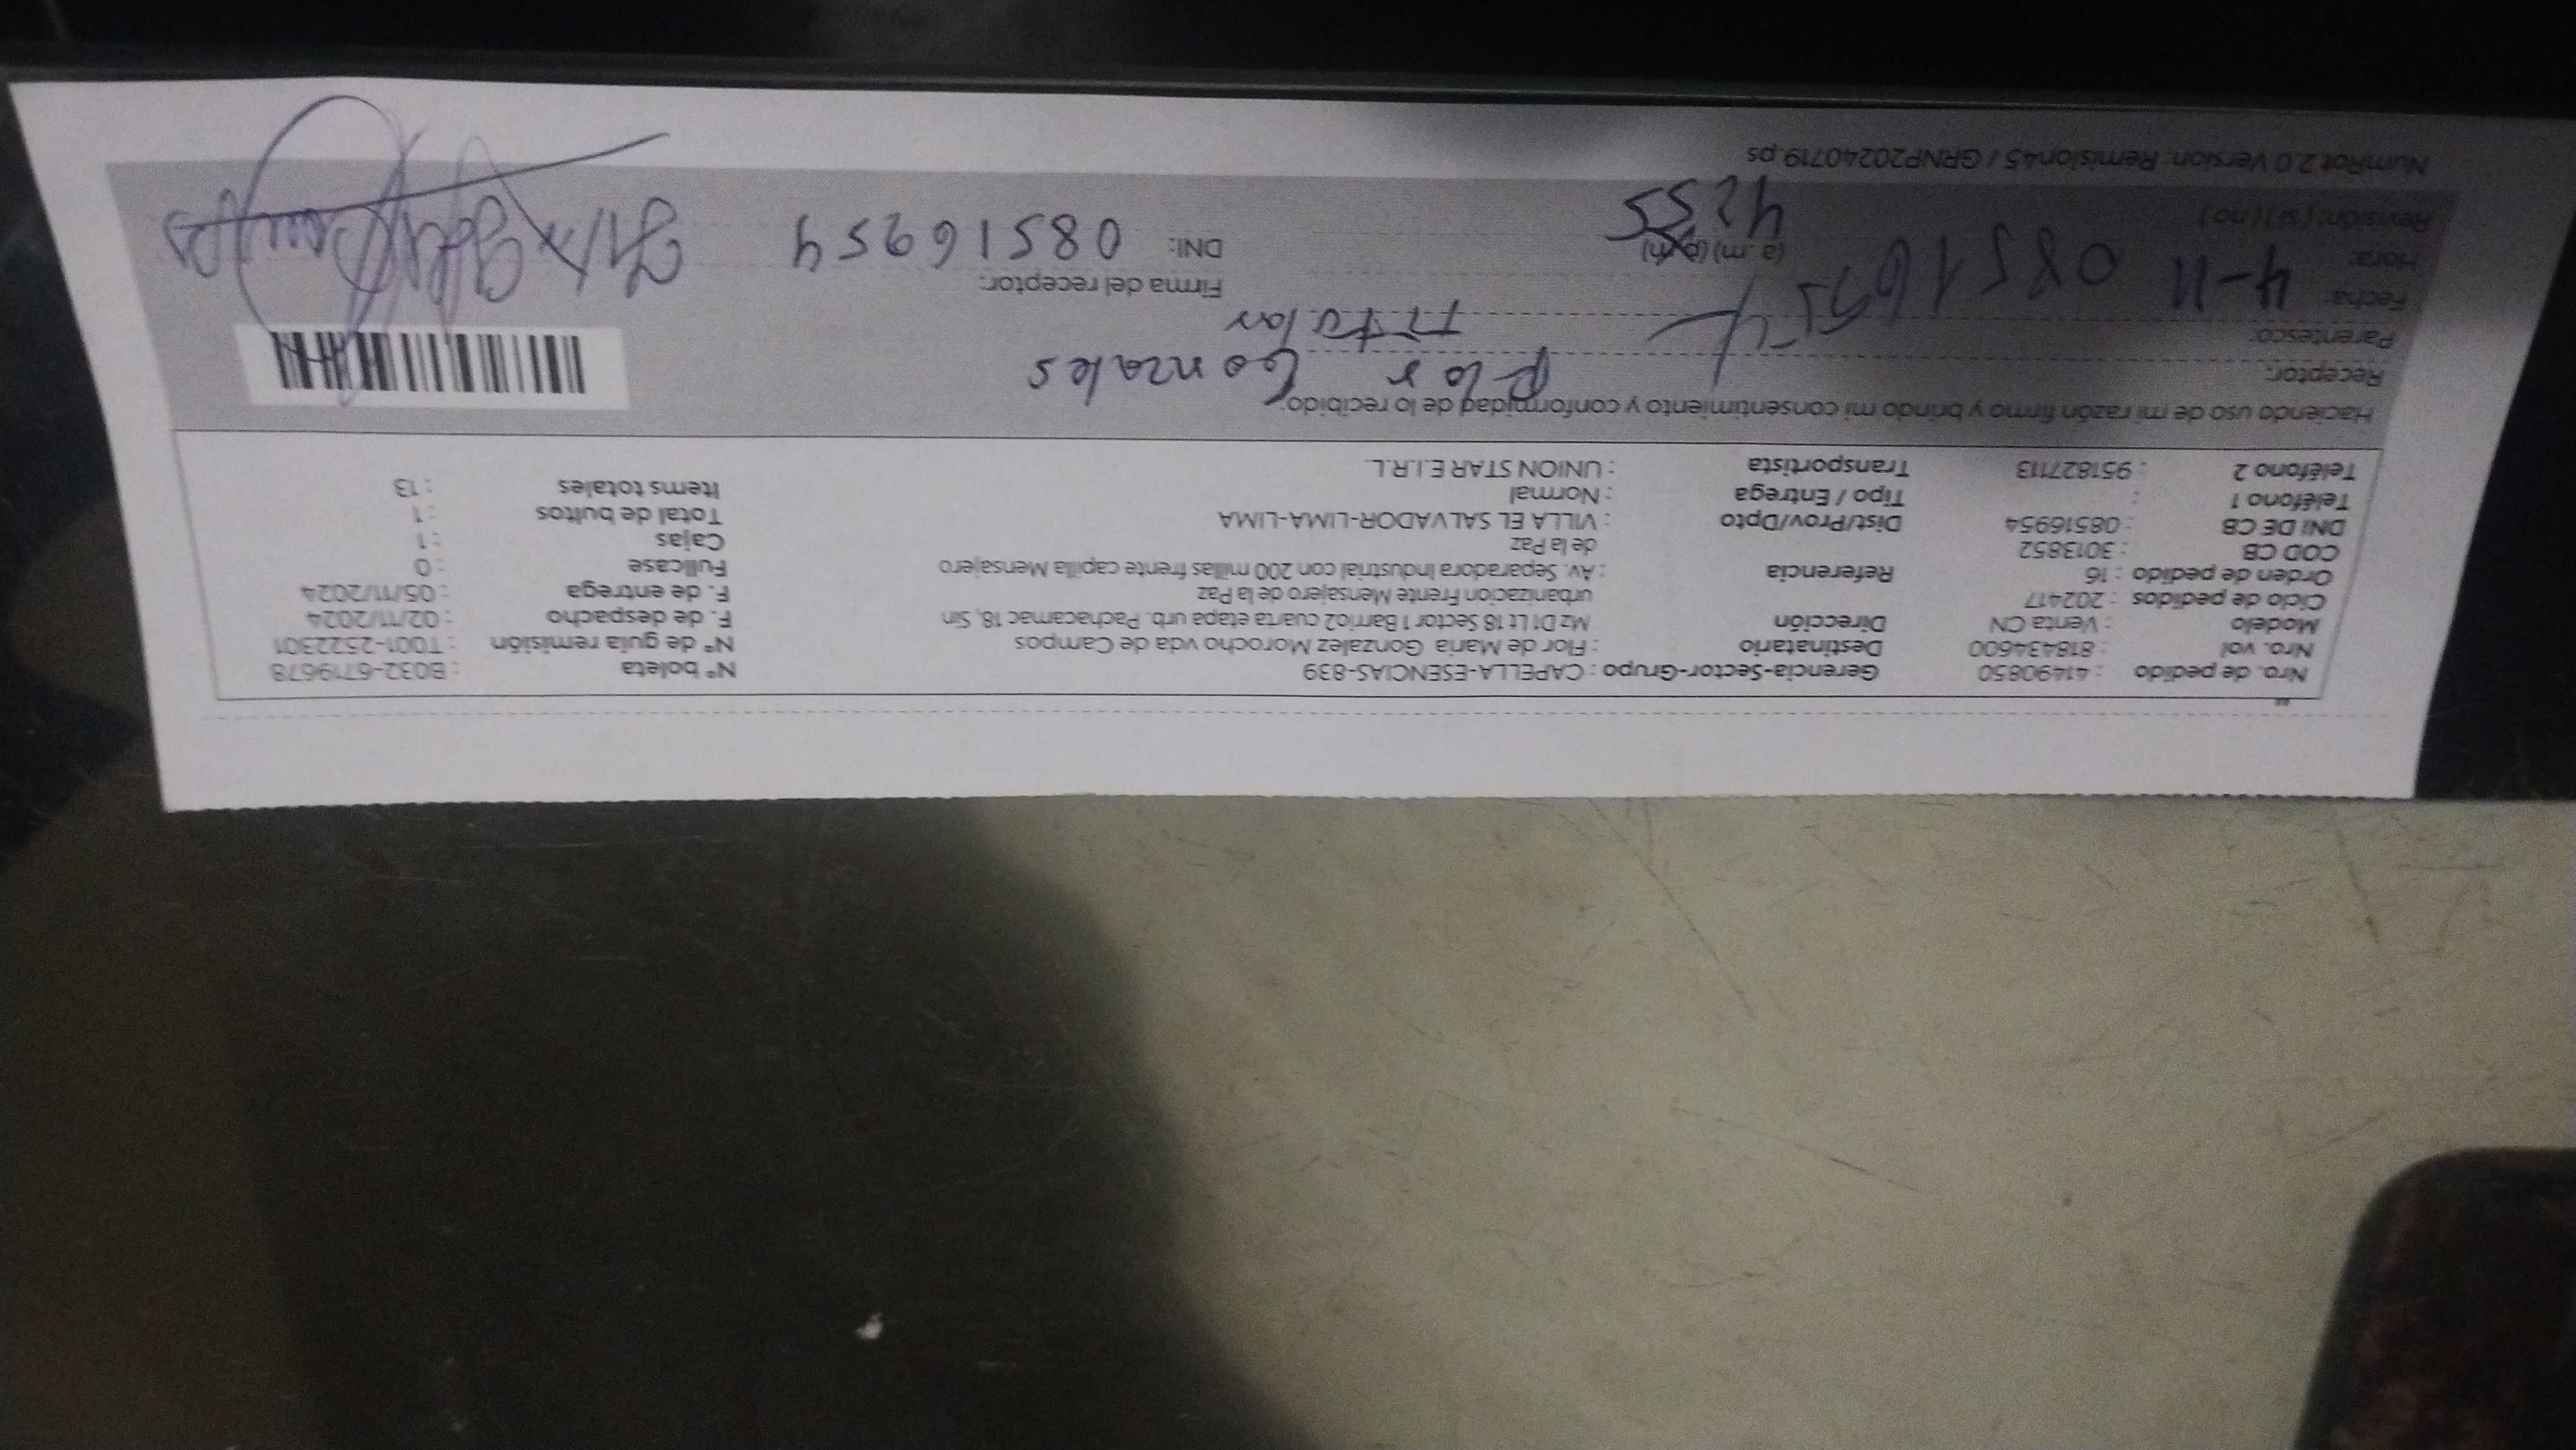 Nro. de pedido : 41490850 Gerencia-Sector-Grupo : CAPELLA-ESENCIAS-839 N° boleta : B032-6719678
Nro. vol : 818434600 Destinatario : Flor de Maria Gonzalez Morocho vda de Campos N° de guía remisión : T001-2522301
Modelo : Venta CN Dirección Mz D1 Lt 18 Sector 1 Barrio2 cuarta etapa urb. Pachacamac 18, Sin F. de despacho : 02/11/2024
Ciclo de pedidos : 202417 urbanizacion Frente Mensajero de la Paz F. de entrega : 05/11/2024
Orden de pedido : 16 Referencia : Av. Separadora Industrial con 200 millas frente capilla Mensajero Fullcase : 0
COD CB : 3013852 de la Paz Cajas : 1
DNI DE CB : 08516954 Dist/Prov/Dpto : VILLA EL SALVADOR-LIMA-LIMA Total de bultos : 1
Teléfono 1 : Tipo / Entrega : Normal Items totales : 13
Teléfono 2 : 951827113 Transportista : UNION STAR E.I.R.L.
Haciendo uso de mi razón firmo y brindo mi consentimiento y conformidad de lo recibido:
Receptor: Flor Gonzales
Parentesco: Titular
Fecha: 4-11 08516954 Firma del receptor:
Hora: (a. m) (p. m) DNI: 08516954
4255
Revisión: ( si ) ( no )
NumRot 2.0 Version: Remision45 / GRNP20240719.ps